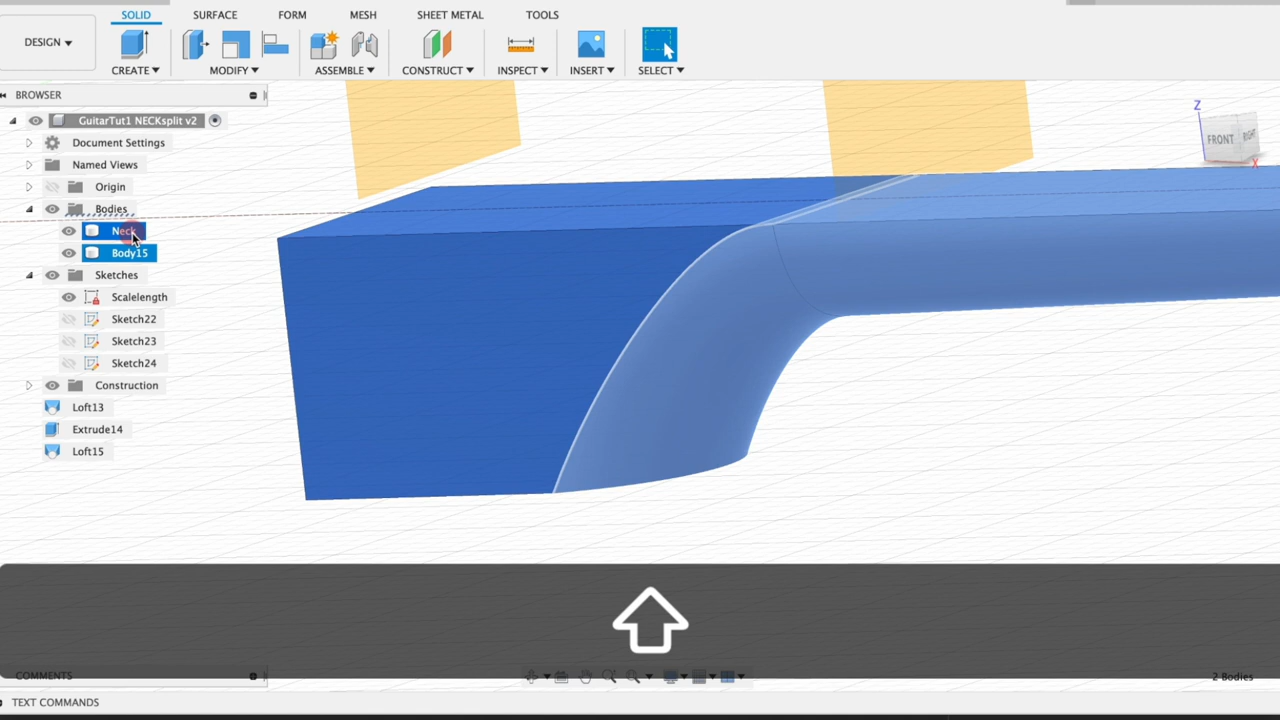 SOLID SURFACE FORM MESH SHEET METAL TOOLS
DESIGN
CREATE MODIFY ASSEMBLE CONSTRUCT INSPECT INSERT SELECT
BROWSER
GuitarTut1 NECKsplit v2
Document Settings
Named Views
Origin
Bodies
Neck
Body15
Sketches
Scalelength
Sketch22
Sketch23
Sketch24
Construction
Loft13
Extrude14
Loft15
Z
FRONT RIGHT
X
COMMENTS
2 Bodies
TEXT COMMANDS